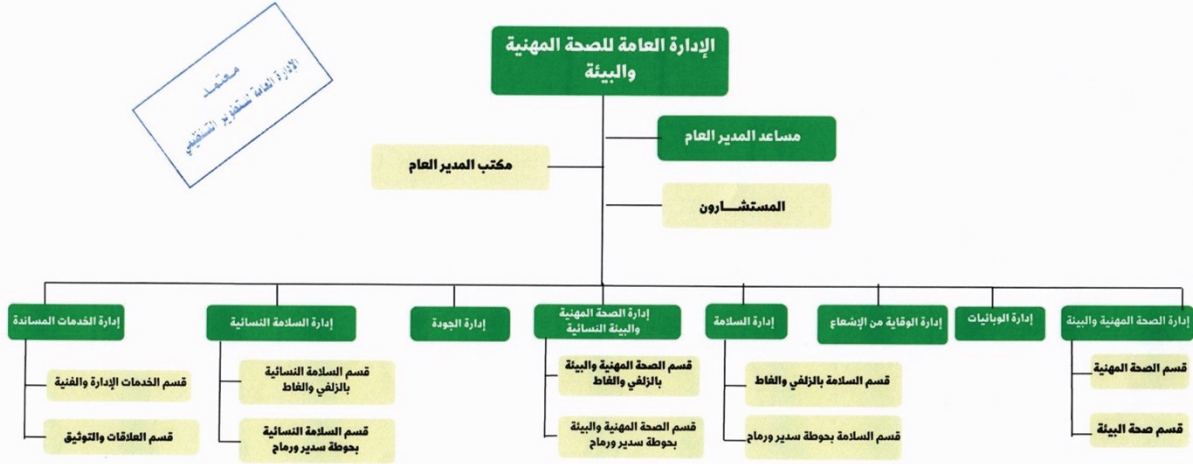 الإدارة العامة للصحة المهنية
والبيئة
معتمد
الإدارة العامة للتطوير التنظيمي
مساعد المدير العام
مكتب المدير العام
المستشــــارون
إدارة الصحة المهنية والبيئة
إدارة الوبائيات
إدارة الوقاية من الإشعاع
إدارة السلامة
إدارة الصحة المهنية
والبيئة النسائية
إدارة الجودة
إدارة السلامة النسائية
إدارة الخدمات المساندة
قسم الصحة المهنية
قسم صحة البيئة
قسم السلامة بالزلفي والغاط
قسم السلامة بحوطة سدير ورماح
قسم الصحة المهنية والبيئة
بالزلفي والغاط
قسم الصحة المهنية والبيئة
بحوطة سدير ورماح
قسم السلامة النسائية
بالزلفي والغاط
قسم السلامة النسائية
بحوطة سدير ورماح
قسم الخدمات الإدارة والفنية
قسم العلاقات والتوثيق